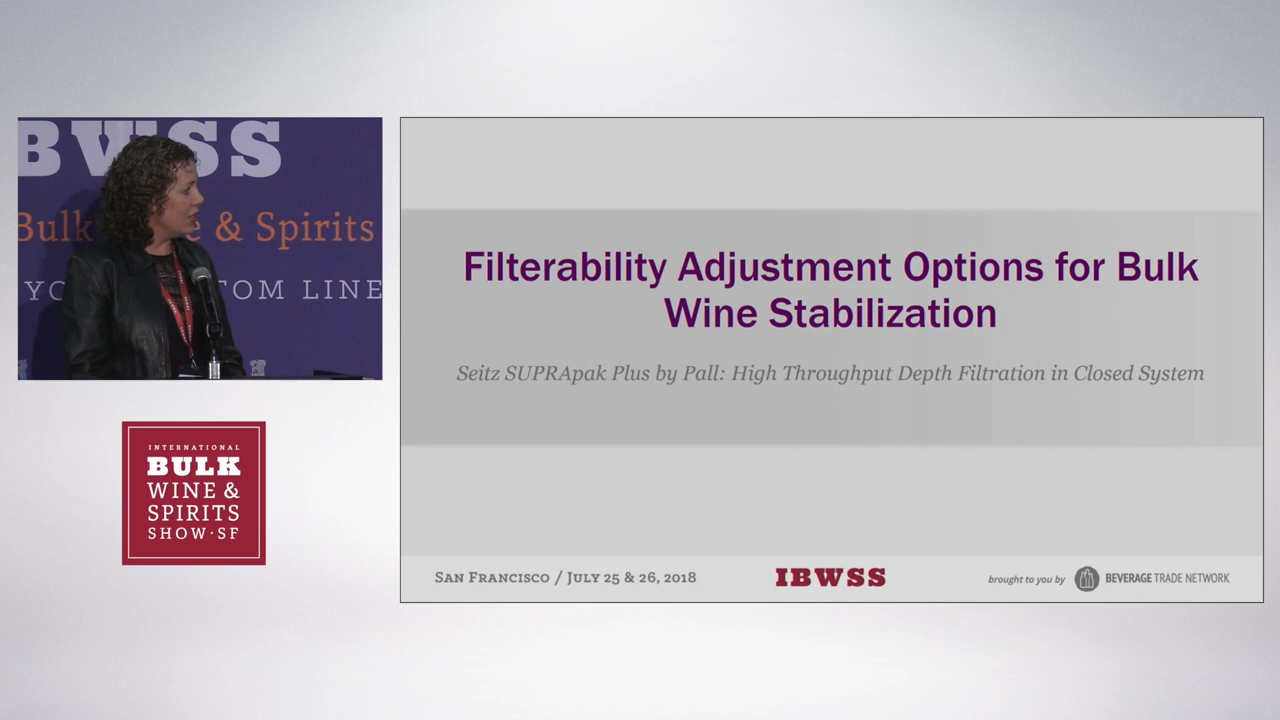 BWSS
Bulk & Spirits
YO TOM LINE
INTERNATIONAL
BULK
WINE &
SPIRITS
SHOW·SF
Filterability Adjustment Options for Bulk
Wine Stabilization
Seitz SUPRApak Plus by Pall: High Throughput Depth Filtration in Closed System
SAN FRANCISCO / JULY 25 & 26, 2018
IBWSS
brought to you by
BEVERAGE TRADE NETWORK